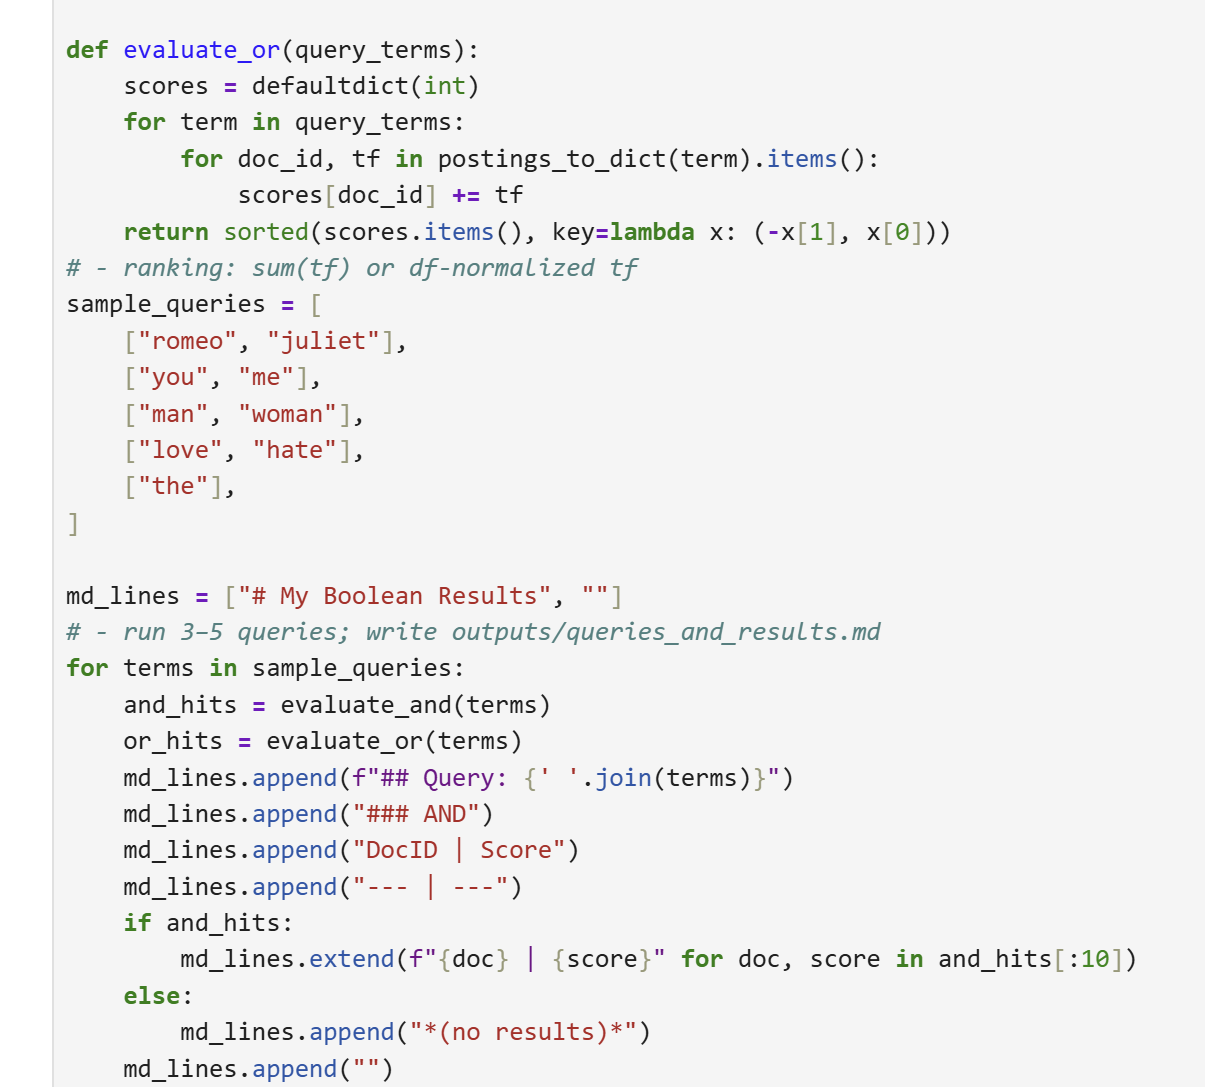 def evaluate_or(query_terms):
    scores = defaultdict(int)
    for term in query_terms:
        for doc_id, tf in postings_to_dict(term).items():
            scores[doc_id] += tf
    return sorted(scores.items(), key=lambda x: (-x[1], x[0]))
# - ranking: sum(tf) or df-normalized tf
sample_queries = [
    ["romeo", "juliet"],
    ["you", "me"],
    ["man", "woman"],
    ["love", "hate"],
    ["the"],
]

md_lines = ["# My Boolean Results", ""]
# - run 3–5 queries; write outputs/queries_and_results.md
for terms in sample_queries:
    and_hits = evaluate_and(terms)
    or_hits = evaluate_or(terms)
    md_lines.append(f"## Query: {' '.join(terms)}")
    md_lines.append("### AND")
    md_lines.append("DocID | Score")
    md_lines.append("--- | ---")
    if and_hits:
        md_lines.extend(f"{doc} | {score}" for doc, score in and_hits[:10])
    else:
        md_lines.append("*(no results)*")
    md_lines.append("")